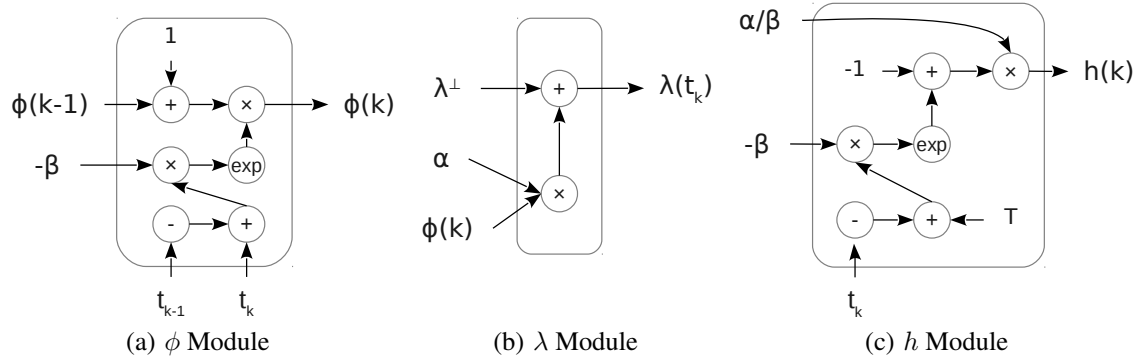 1
ϕ(k-1)
+
×
ϕ(k)
-β
×
exp
-
+
t_{k-1}
t_k
(a) ϕ Module
λ^⊥
+
λ(t_k)
α
×
ϕ(k)
(b) λ Module
α/β
-1
+
×
h(k)
-β
×
exp
-
+
T
t_k
(c) h Module